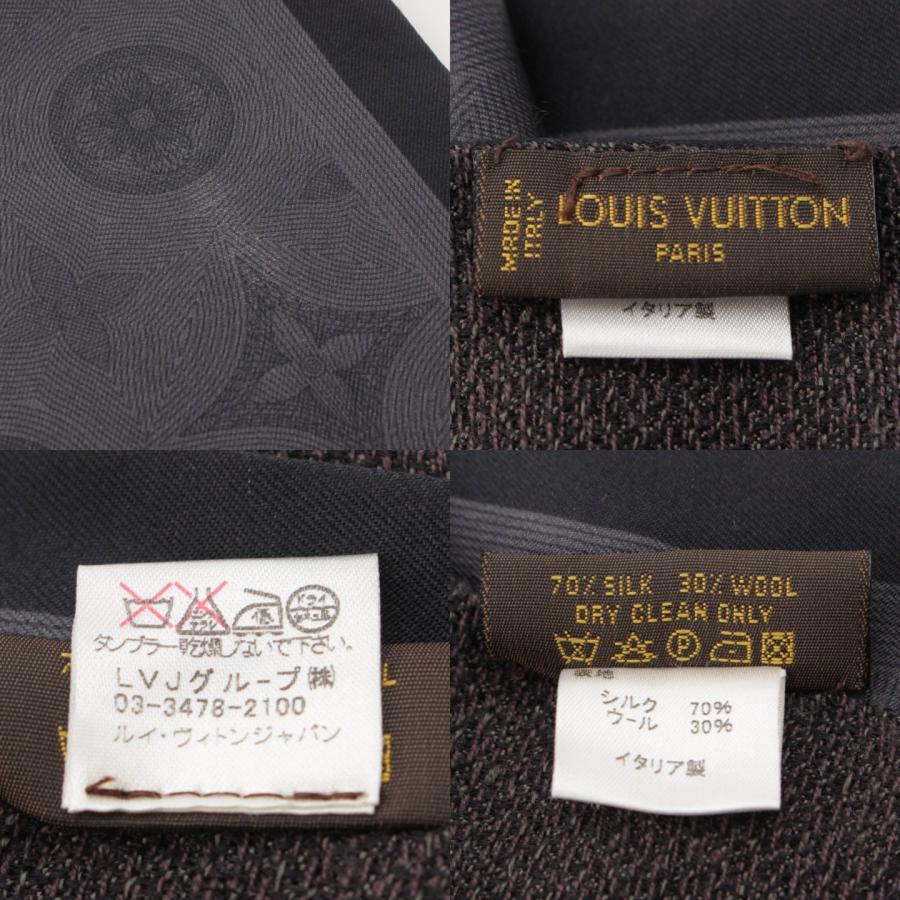 MADE IN
ITALY
LOUIS VUITTON
PARIS
イタリア製
タンブラー乾燥しないで下さい。
LVJグループ㈱
03-3478-2100
ルイ・ヴィトンジャパン
70% SILK 30% WOOL
DRY CLEAN ONLY
P
シルク 70%
ウール 30%
イタリア製